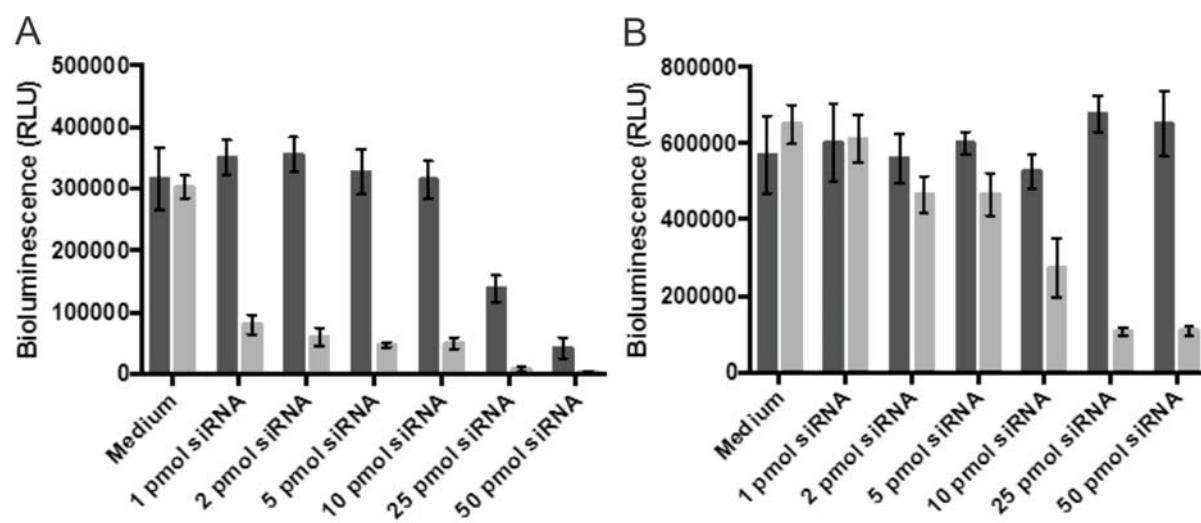 A
Bioluminescence (RLU)
500000
400000
300000
200000
100000
0
Medium
1 pmol siRNA
2 pmol siRNA
5 pmol siRNA
10 pmol siRNA
25 pmol siRNA
50 pmol siRNA
B
Bioluminescence (RLU)
800000
600000
400000
200000
0
Medium
1 pmol siRNA
2 pmol siRNA
5 pmol siRNA
10 pmol siRNA
25 pmol siRNA
50 pmol siRNA